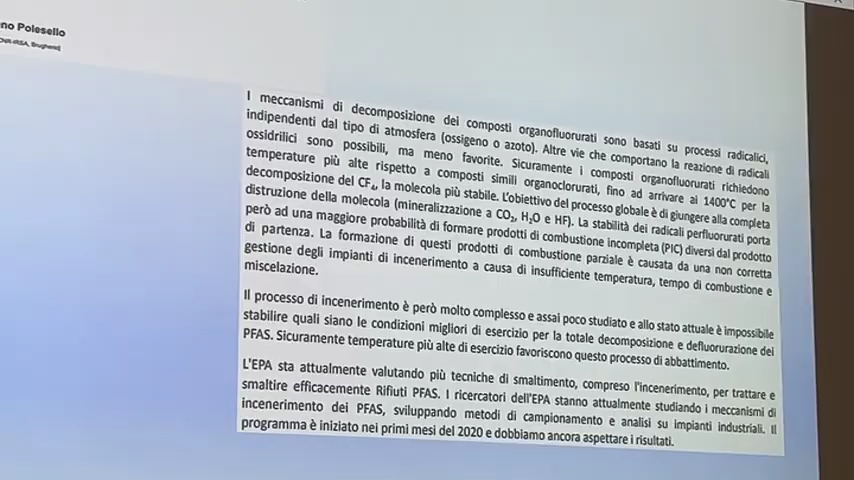 no Polesello
I meccanismi di decomposizione dei composti organofluorurati sono basati su processi radicalici,
indipendenti dal tipo di atmosfera (ossigeno o azoto). Altre vie che comportano la reazione di radicali
ossidrilici sono possibili, ma meno favorite. Sicuramente i composti organofluorurati richiedono
temperature più alte rispetto a composti simili organoclorurati, fino ad arrivare ai 1400°C per la
decomposizione del CF₄, la molecola più stabile. L'obiettivo del processo globale è di giungere alla completa
distruzione della molecola (mineralizzazione a CO₂, H₂O e HF). La stabilità dei radicali perfluorurati porta
però ad una maggiore probabilità di formare prodotti di combustione incompleta (PIC) diversi dal prodotto
di partenza. La formazione di questi prodotti di combustione parziale è causata da una non corretta
gestione degli impianti di incenerimento a causa di insufficiente temperatura, tempo di combustione e
miscelazione.
Il processo di incenerimento è però molto complesso e assai poco studiato e allo stato attuale è impossibile
stabilire quali siano le condizioni migliori di esercizio per la totale decomposizione e defluorurazione dei
PFAS. Sicuramente temperature più alte di esercizio favoriscono questo processo di abbattimento.
L'EPA sta attualmente valutando più tecniche di smaltimento, compreso l'incenerimento, per trattare e
smaltire efficacemente Rifiuti PFAS. I ricercatori dell'EPA stanno attualmente studiando i meccanismi di
incenerimento dei PFAS, sviluppando metodi di campionamento e analisi su impianti industriali. Il
programma è iniziato nei primi mesi del 2020 e dobbiamo ancora aspettare i risultati.